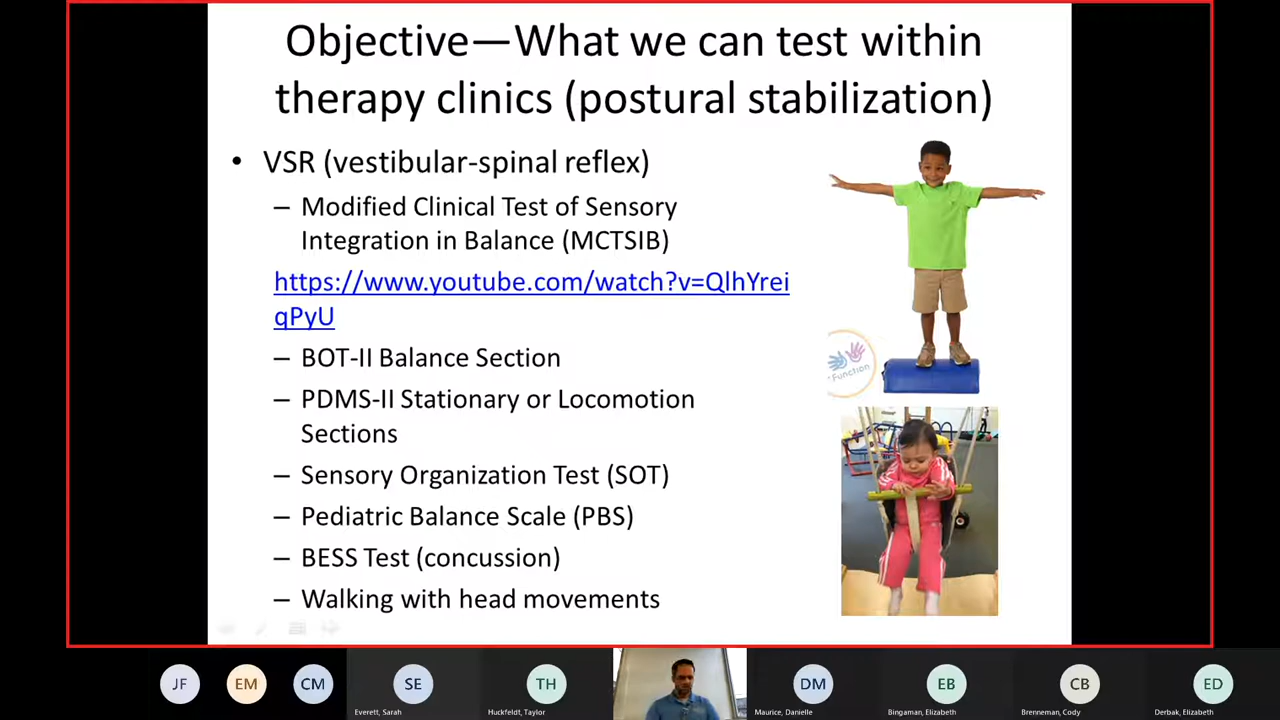 Objective—What we can test within
therapy clinics (postural stabilization)
• VSR (vestibular-spinal reflex)
– Modified Clinical Test of Sensory
Integration in Balance (MCTSIB)
https://www.youtube.com/watch?v=QlhYrei
qPyU
– BOT-II Balance Section
– PDMS-II Stationary or Locomotion
Sections
– Sensory Organization Test (SOT)
– Pediatric Balance Scale (PBS)
– BESS Test (concussion)
– Walking with head movements
Function
JF
EM
CM
SE
TH
DM
EB
CB
ED
Everett, Sarah
Huckfeldt, Taylor
Maurice, Danielle
Bingaman, Elizabeth
Brenneman, Cody
Derbak, Elizabeth